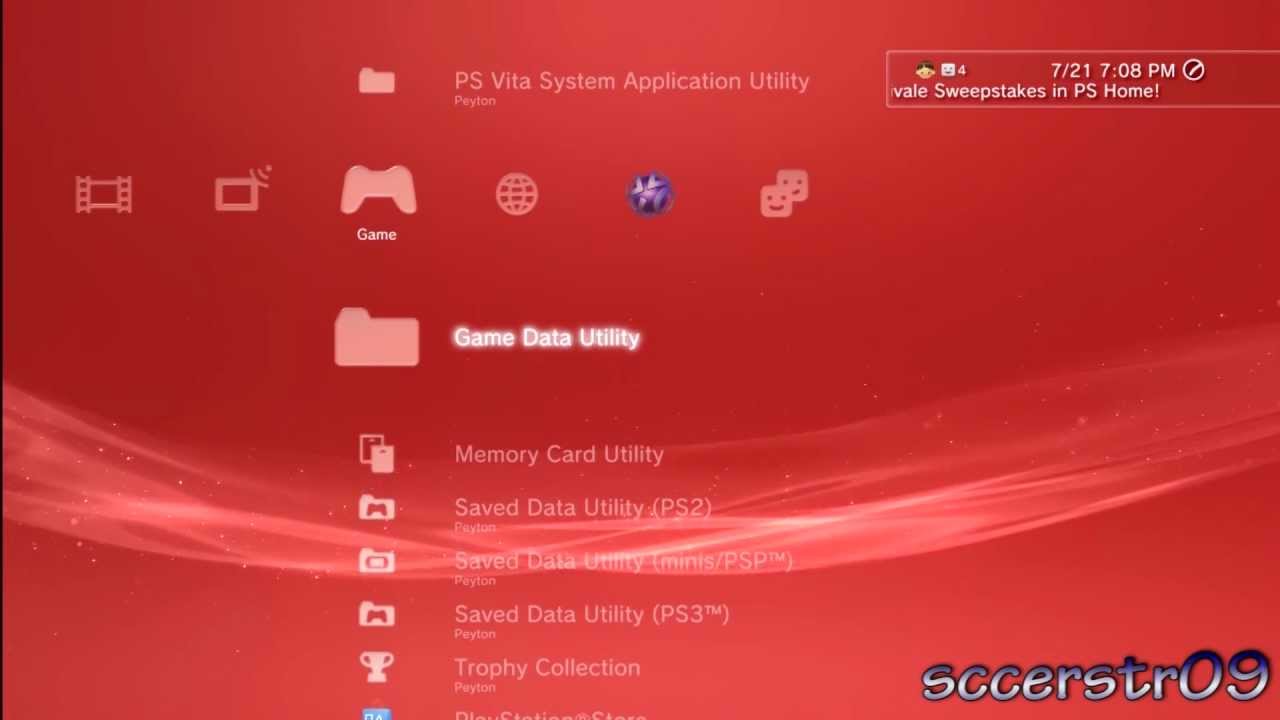 PS Vita System Application Utility
Peyton
4 7/21 7:08 PM
vale Sweepstakes in PS Home!
Game
Game Data Utility
Memory Card Utility
Saved Data Utility (PS2)
Peyton
Saved Data Utility (minis/PSP™)
Peyton
Saved Data Utility (PS3™)
Peyton
Trophy Collection
Peyton
PlayStation®Store
sccerstr09